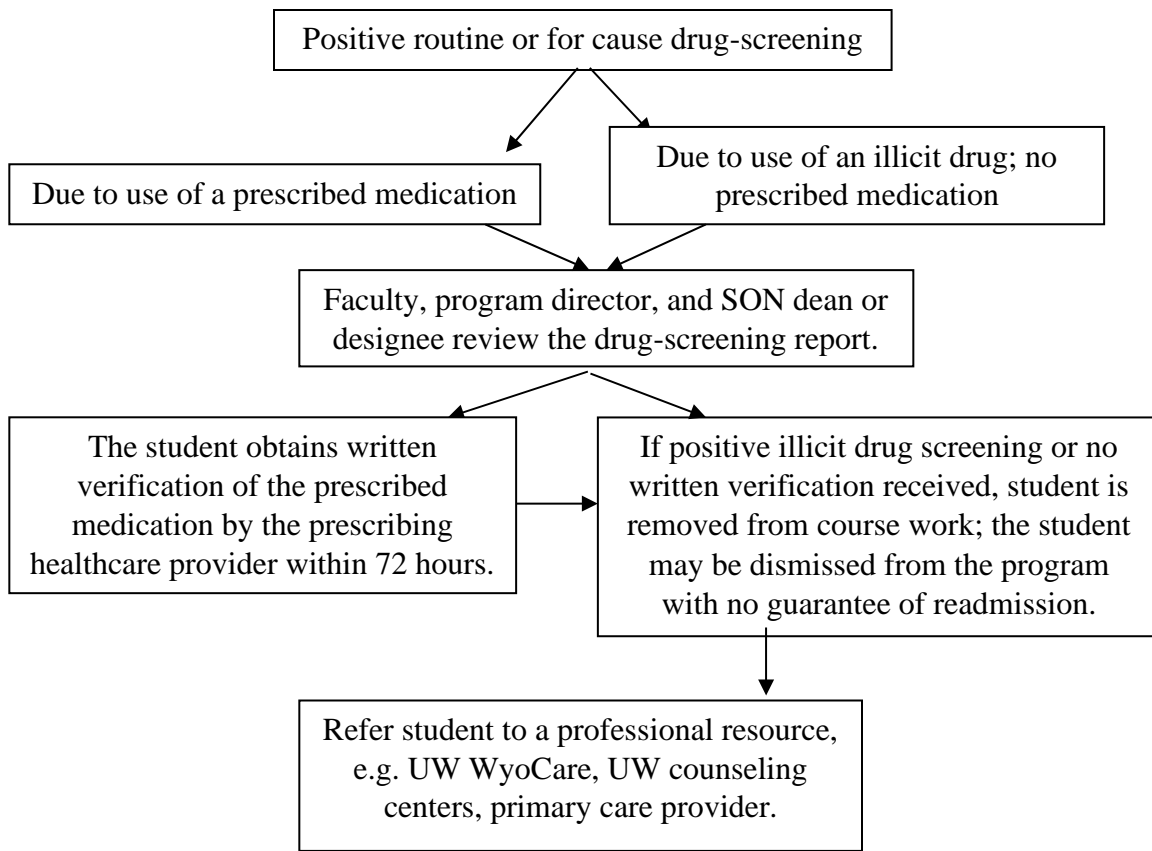 Positive routine or for cause drug-screening
Due to use of a prescribed medication
Due to use of an illicit drug; no
prescribed medication
Faculty, program director, and SON dean or
designee review the drug-screening report.
The student obtains written
verification of the prescribed
medication by the prescribing
healthcare provider within 72 hours.
If positive illicit drug screening or no
written verification received, student is
removed from course work; the student
may be dismissed from the program
with no guarantee of readmission.
Refer student to a professional resource,
e.g. UW WyoCare, UW counseling
centers, primary care provider.